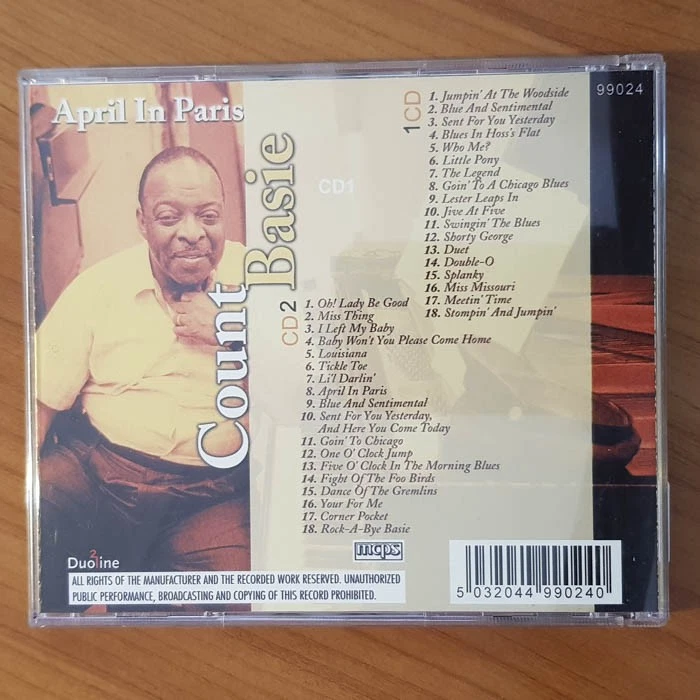 April In Paris
Count
Basie
CD1
1CD
1. Jumpin' At The Woodside
2. Blue And Sentimental
3. Sent For You Yesterday
4. Blues In Hoss's Flat
5. Who Me?
6. Little Pony
7. The Legend
8. Goin' To A Chicago Blues
9. Lester Leaps In
10. Jive At Five
11. Swingin' The Blues
12. Shorty George
13. Duet
14. Double-O
15. Splanky
16. Miss Missouri
17. Meetin' Time
18. Stompin' And Jumpin'
99024
CD2
1. Oh! Lady Be Good
2. Miss Thing
3. I Left My Baby
4. Baby Won't You Please Come Home
5. Louisiana
6. Tickle Toe
7. Li'l Darlin'
8. April In Paris
9. Blue And Sentimental
10. Sent For You Yesterday,
And Here You Come Today
11. Goin' To Chicago
12. One O' Clock Jump
13. Five O' Clock In The Morning Blues
14. Fight Of The Foo Birds
15. Dance Of The Gremlins
16. Your For Me
17. Corner Pocket
18. Rock-A-Bye Basie
Duo2line
mcps
ALL RIGHTS OF THE MANUFACTURER AND THE RECORDED WORK RESERVED. UNAUTHORIZED
PUBLIC PERFORMANCE, BROADCASTING AND COPYING OF THIS RECORD PROHIBITED.
5 032044 990240